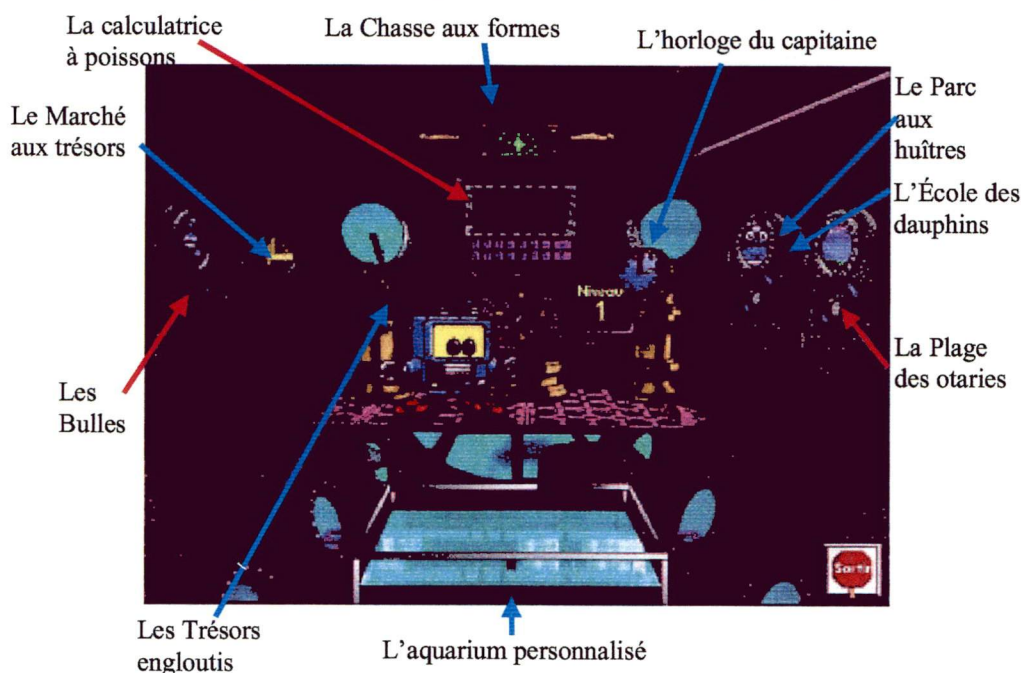 La calculatrice
à poissons
La Chasse aux formes
L'horloge du capitaine
Le Marché
aux trésors
Le Parc
aux
huîtres
L'École des
dauphins
Niveau
1
La Plage
des otaries
Les
Bulles
Sortir
Les Trésors
engloutis
L'aquarium personnalisé